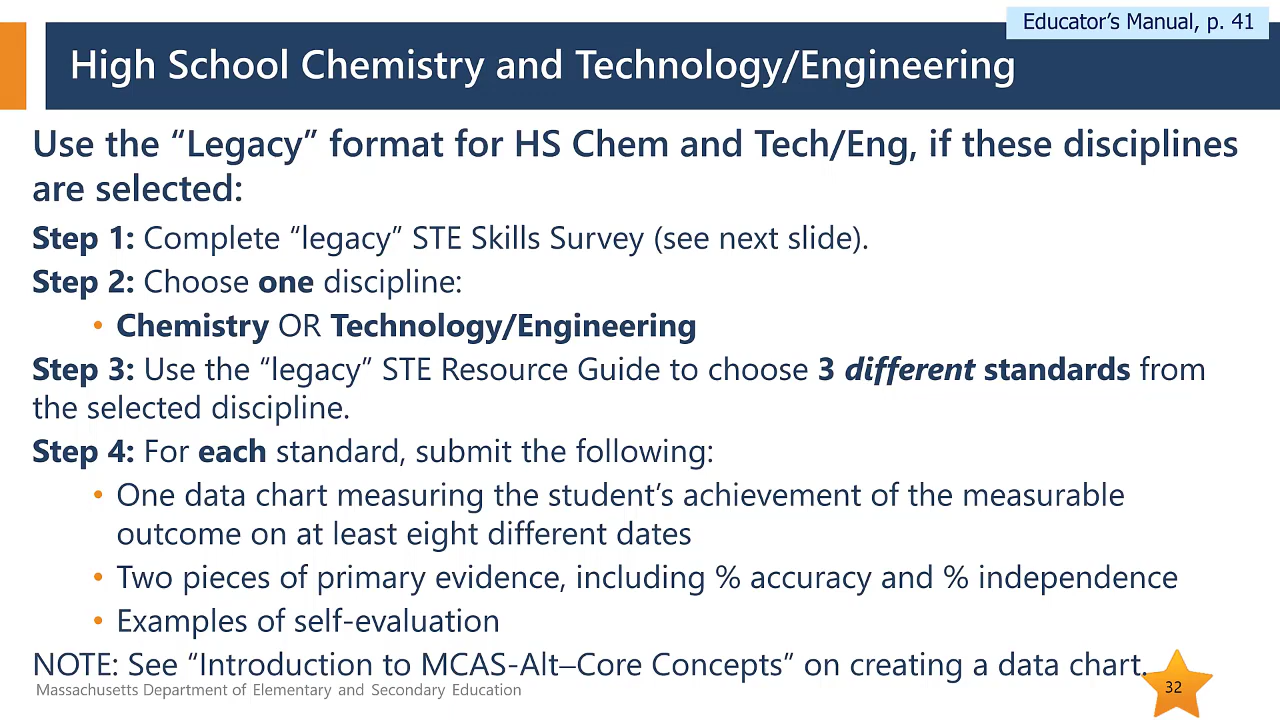 Educator's Manual, p. 41
High School Chemistry and Technology/Engineering
Use the “Legacy” format for HS Chem and Tech/Eng, if these disciplines
are selected:
Step 1: Complete “legacy” STE Skills Survey (see next slide).
Step 2: Choose one discipline:
• Chemistry OR Technology/Engineering
Step 3: Use the “legacy” STE Resource Guide to choose 3 different standards from
the selected discipline.
Step 4: For each standard, submit the following:
• One data chart measuring the student’s achievement of the measurable
outcome on at least eight different dates
• Two pieces of primary evidence, including % accuracy and % independence
• Examples of self-evaluation
NOTE: See “Introduction to MCAS-Alt–Core Concepts” on creating a data chart.
Massachusetts Department of Elementary and Secondary Education
32